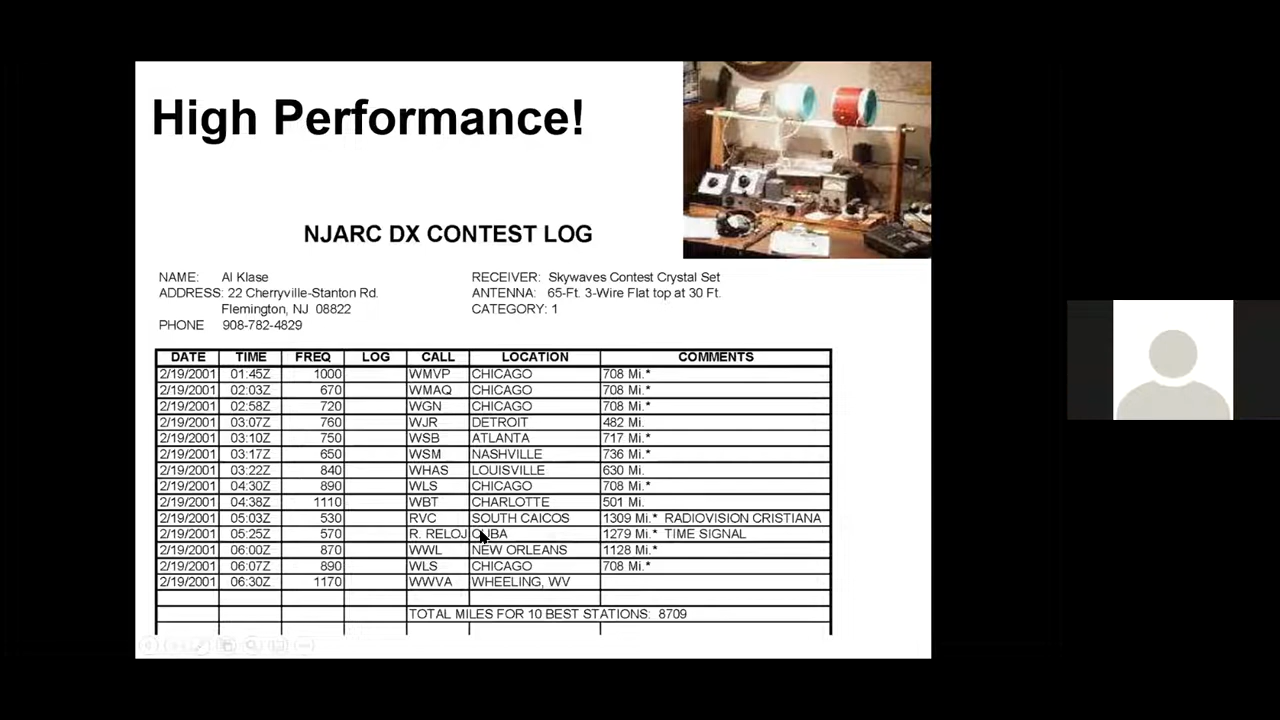 High Performance!
NJARC DX CONTEST LOG
NAME: Al Klase RECEIVER: Skywaves Contest Crystal Set
ADDRESS: 22 Cherryville-Stanton Rd. ANTENNA: 65-Ft. 3-Wire Flat top at 30 Ft.
Flemington, NJ 08822 CATEGORY: 1
PHONE 908-782-4829
DATE TIME FREQ LOG CALL LOCATION COMMENTS
2/19/2001 01:45Z 1000 WMVP CHICAGO 708 Mi.*
2/19/2001 02:03Z 670 WMAQ CHICAGO 708 Mi.*
2/19/2001 02:58Z 720 WGN CHICAGO 708 Mi.*
2/19/2001 03:07Z 760 WJR DETROIT 482 Mi.
2/19/2001 03:10Z 750 WSB ATLANTA 717 Mi.*
2/19/2001 03:17Z 650 WSM NASHVILLE 736 Mi.*
2/19/2001 03:22Z 840 WHAS LOUISVILLE 630 Mi.
2/19/2001 04:30Z 890 WLS CHICAGO 708 Mi.*
2/19/2001 04:38Z 1110 WBT CHARLOTTE 501 Mi.
2/19/2001 05:03Z 530 RVC SOUTH CAICOS 1309 Mi.* RADIOVISION CRISTIANA
2/19/2001 05:25Z 570 R. RELOJ CUBA 1279 Mi.* TIME SIGNAL
2/19/2001 06:00Z 870 WWL NEW ORLEANS 1128 Mi.*
2/19/2001 06:07Z 890 WLS CHICAGO 708 Mi.*
2/19/2001 06:30Z 1170 WWVA WHEELING, WV
TOTAL MILES FOR 10 BEST STATIONS: 8709